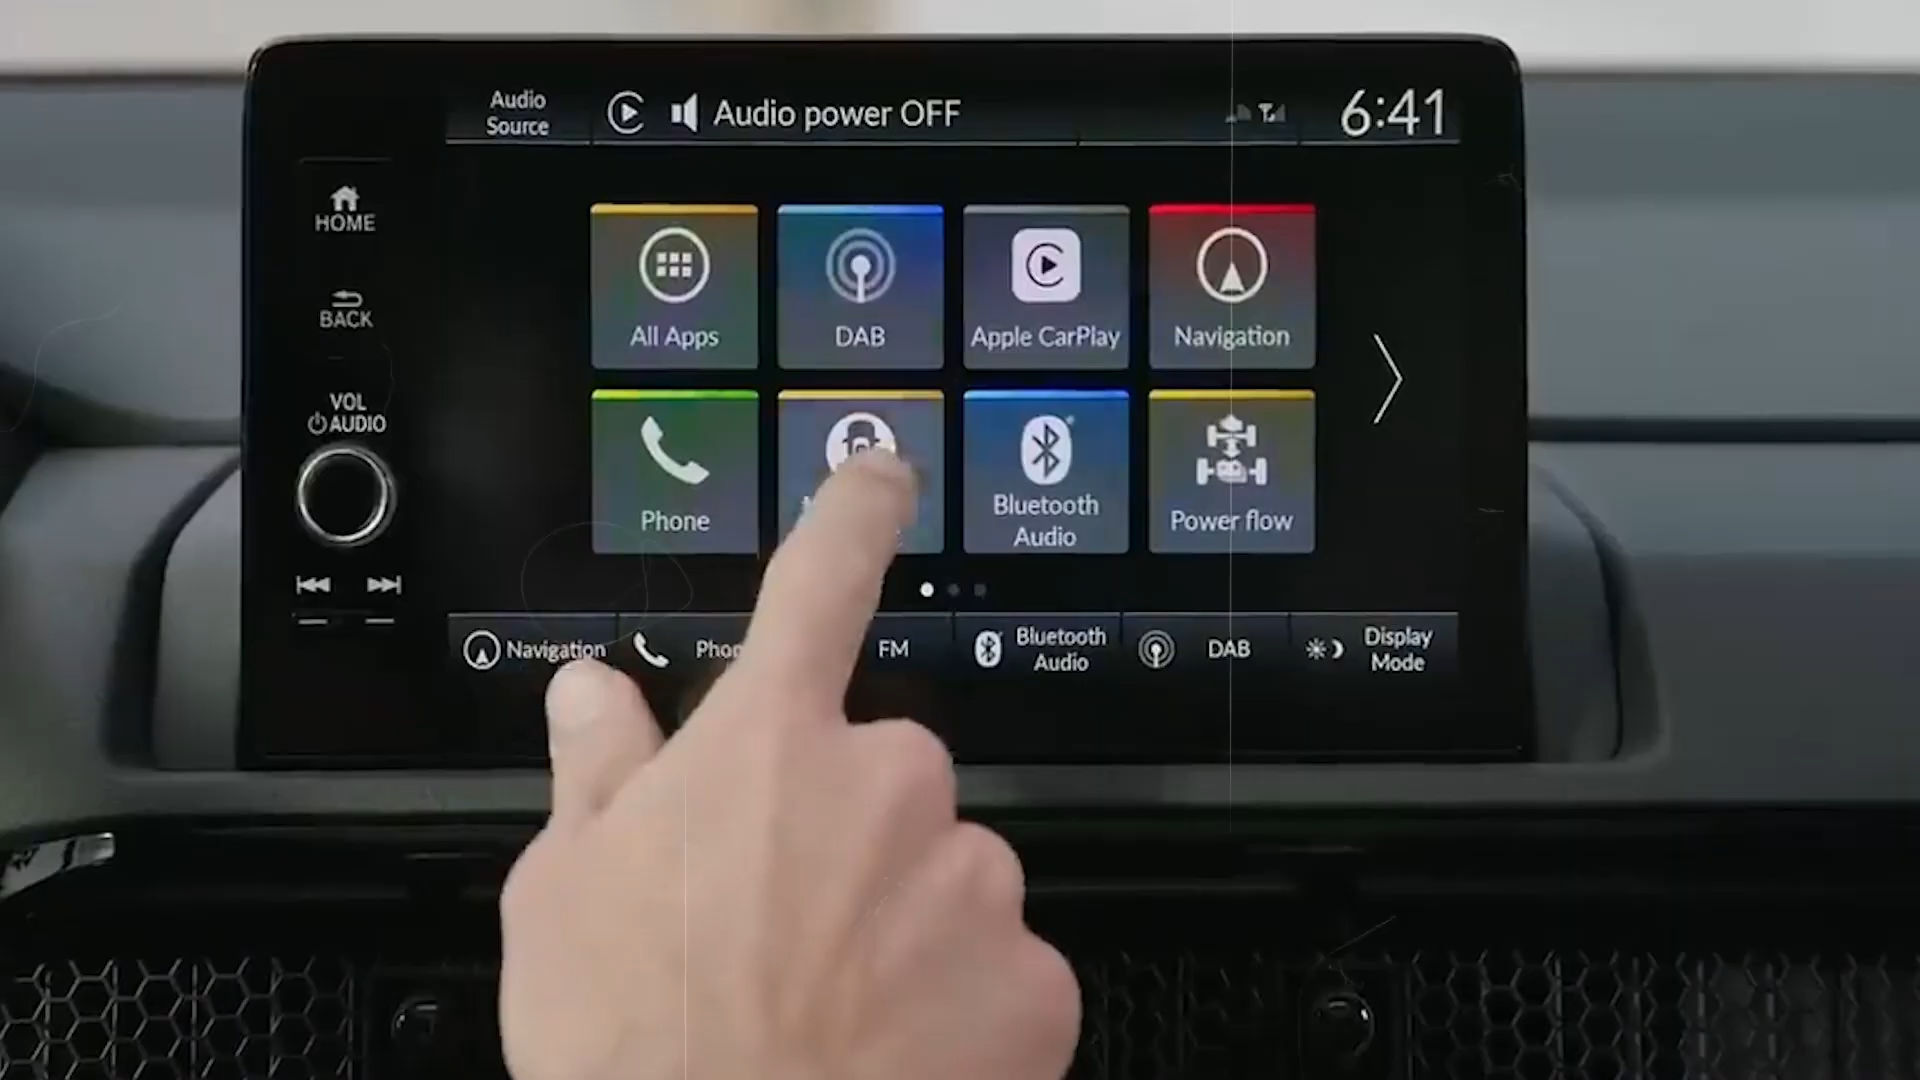 Audio
Source
Audio power OFF
6:41
HOME
BACK
VOL
AUDIO
All Apps
DAB
Apple CarPlay
Navigation
Phone
Bluetooth
Audio
Power flow
Navigation
FM
Bluetooth
Audio
DAB
Display
Mode